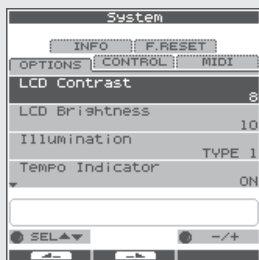 System
INFO F.RESET
OPTIONS CONTROL MIDI
LCD Contrast
8
LCD Brightness
10
Illumination
TYPE 1
Tempo Indicator
ON
SEL▲▼ -/+